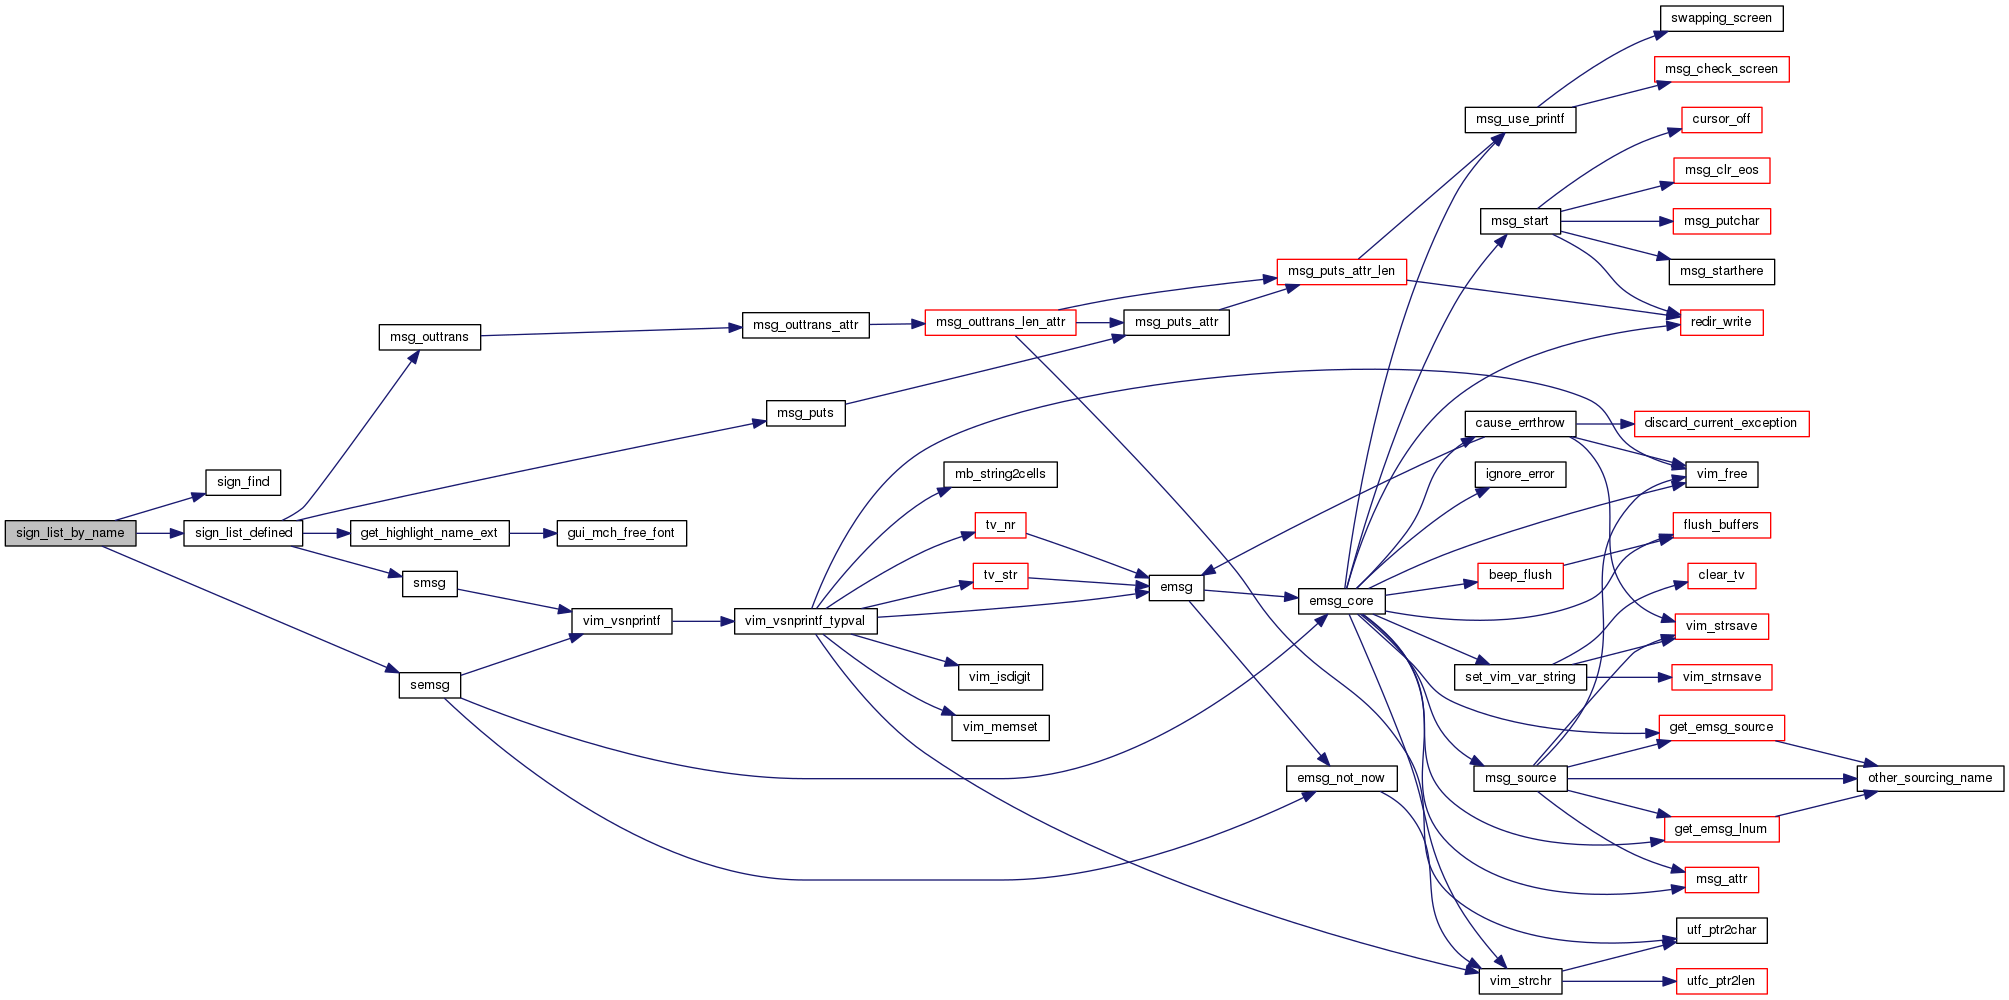 swapping_screen
msg_check_screen
msg_use_printf
cursor_off
msg_clr_eos
msg_start
msg_putchar
msg_puts_attr_len
msg_starthere
msg_outtrans
msg_outtrans_attr
msg_outtrans_len_attr
msg_puts_attr
redir_write
msg_puts
cause_errthrow
discard_current_exception
sign_find
mb_string2cells
ignore_error
vim_free
sign_list_by_name
sign_list_defined
get_highlight_name_ext
gui_mch_free_font
tv_nr
flush_buffers
smsg
tv_str
emsg
beep_flush
clear_tv
emsg_core
vim_vsnprintf
vim_vsnprintf_typval
vim_strsave
semsg
vim_isdigit
set_vim_var_string
vim_strnsave
vim_memset
get_emsg_source
emsg_not_now
msg_source
other_sourcing_name
get_emsg_lnum
msg_attr
utf_ptr2char
vim_strchr
utfc_ptr2len